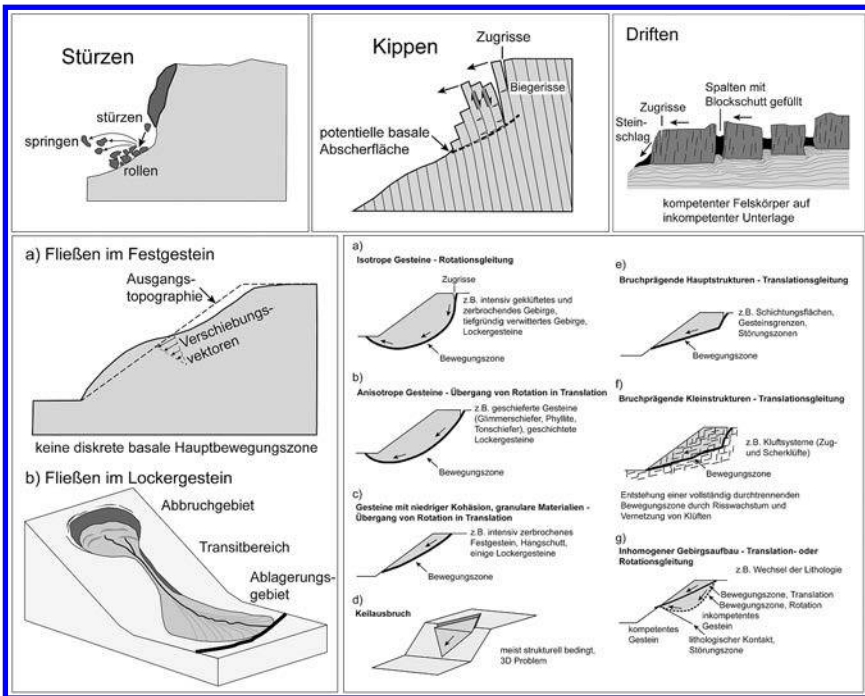 Stürzen
stürzen
springen
rollen
Kippen
Zugrisse
Biegerisse
potentielle basale
Abscherfläche
Driften
Spalten mit
Blockschutt gefüllt
Zugrisse
Stein-
schlag
kompetenter Felskörper auf
inkompetenter Unterlage
a) Fließen im Festgestein
Ausgangs-
topographie
Verschiebungs-
vektoren
keine diskrete basale Hauptbewegungszone
b) Fließen im Lockergestein
Abbruchgebiet
Transitbereich
Ablagerungs-
gebiet
a)
Isotrope Gesteine - Rotationsgleitung
Zugrisse
z.B. intensiv geklüftetes und
zerbrochenes Gebirge,
tiefgründig verwittertes Gebirge,
Lockergesteine
Bewegungszone
b)
Anisotrope Gesteine - Übergang von Rotation in Translation
z.B. geschieferte Gesteine
(Glimmerschiefer, Phyllite,
Tonschiefer), geschichtete
Lockergesteine
Bewegungszone
c)
Gesteine mit niedriger Kohäsion, granulare Materialien -
Übergang von Rotation in Translation
z.B. intensiv zerbrochenes
Festgestein, Hangschutt,
einige Lockergesteine
Bewegungszone
d)
Keilausbruch
meist strukturell bedingt,
3D Problem
e)
Bruchprägende Hauptstrukturen - Translationsgleitung
z.B. Schichtungsflächen,
Gesteinsgrenzen,
Störungszonen
Bewegungszone
f)
Bruchprägende Kleinstrukturen - Translationsgleitung
z.B. Kluftsysteme (Zug-
und Scherklüfte)
Bewegungszone
Entstehung einer vollständig durchtrennenden
Bewegungszone durch Risswachstum und
Vernetzung von Klüften
g)
Inhomogener Gebirgsaufbau - Translation- oder
Rotationsgleitung
z.B. Wechsel der Lithologie
Bewegungszone, Translation
Bewegungszone, Rotation
inkompetentes
Gestein
kompetentes
Gestein
lithologischer Kontakt,
Störungszone